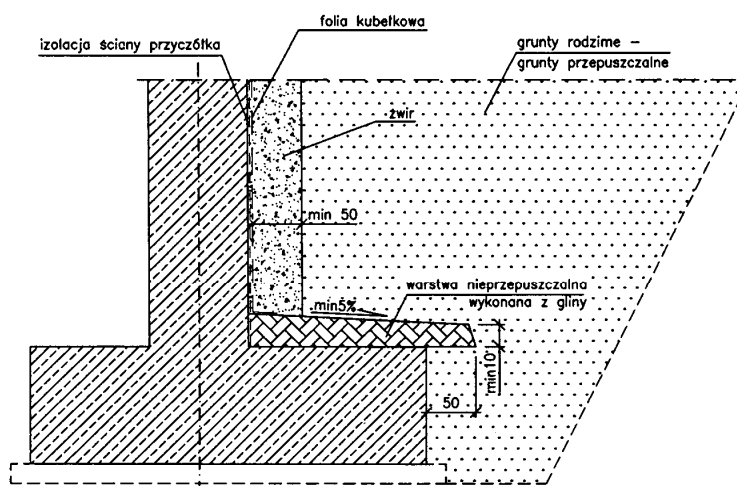 folia kubełkowa
izolacja ściany przyczółka
grunty rodzime –
grunty przepuszczalne
żwir
min 50
warstwa nieprzepuszczalna
wykonana z gliny
min5%
min10
50